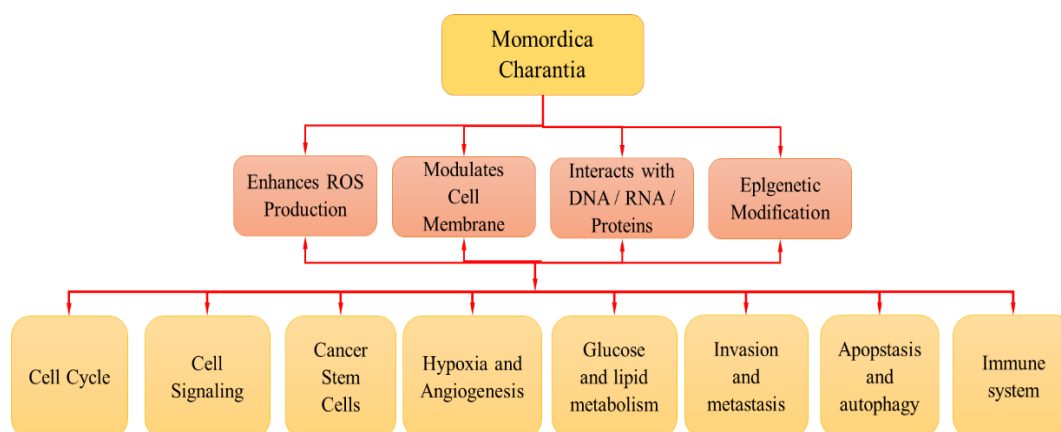 Momordica
Charantia
Enhances ROS
Production
Modulates
Cell
Membrane
Interacts with
DNA / RNA /
Proteins
Eplgenetic
Modification
Cell Cycle
Cell
Signaling
Cancer
Stem
Cells
Hypoxia and
Angiogenesis
Glucose
and lipid
metabolism
Invasion
and
metastasis
Apopstasis
and
autophagy
Immune
system